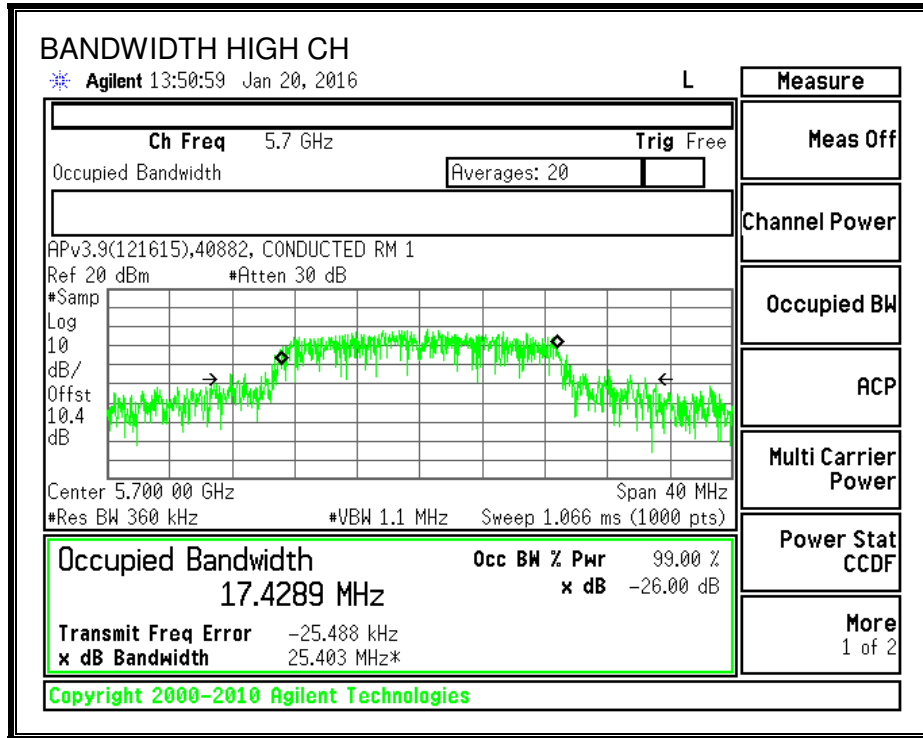 BANDWIDTH HIGH CH
Agilent 13:50:59 Jan 20, 2016 L
Ch Freq 5.7 GHz Trig Free
Occupied Bandwidth Averages: 20
APv3.9(121615),40882, CONDUCTED RM 1
Ref 20 dBm #Atten 30 dB
#Samp
Log
10
dB/
Offst
10.4
dB
Center 5.700 00 GHz Span 40 MHz
#Res BW 360 kHz #VBW 1.1 MHz Sweep 1.066 ms (1000 pts)
Occupied Bandwidth Occ BW % Pwr 99.00 %
17.4289 MHz x dB -26.00 dB
Transmit Freq Error -25.488 kHz
x dB Bandwidth 25.403 MHz*
Copyright 2000-2010 Agilent Technologies
Measure
Meas Off
Channel Power
Occupied BW
ACP
Multi Carrier
Power
Power Stat
CCDF
More
1 of 2